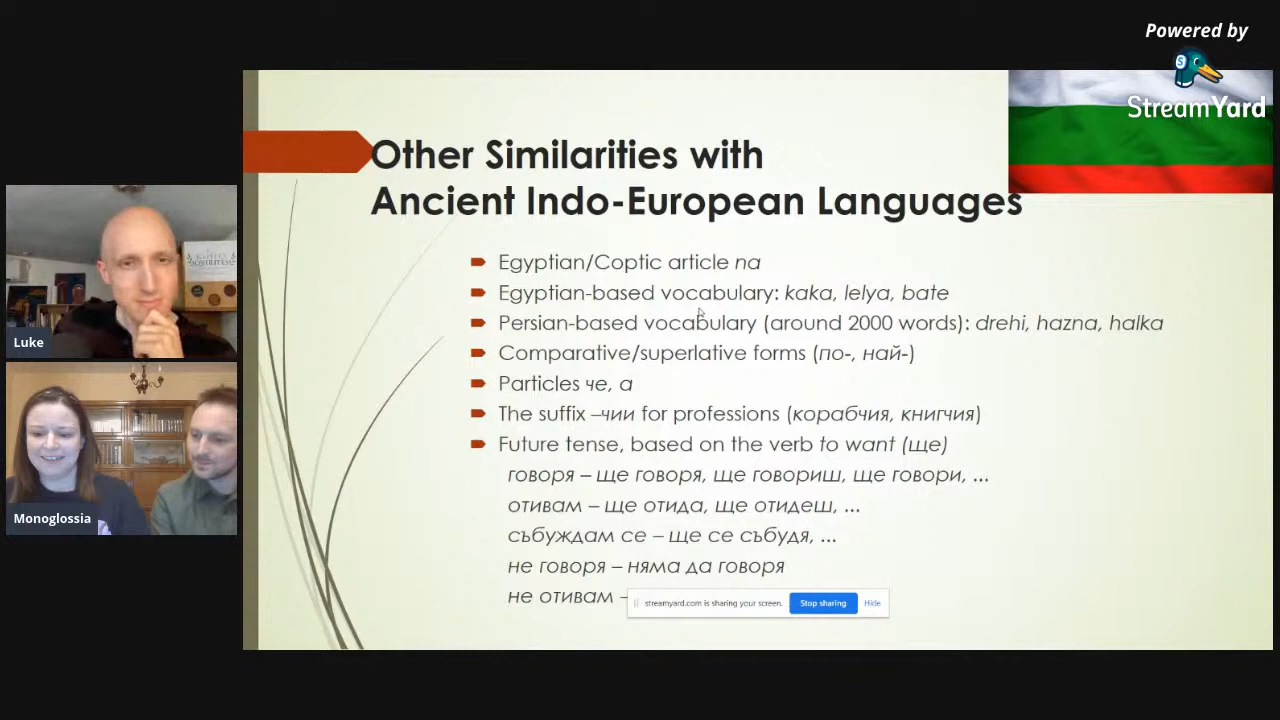 Powered by
StreamYard
Other Similarities with
Ancient Indo-European Languages
Egyptian/Coptic article na
Egyptian-based vocabulary: kaka, lelya, bate
Persian-based vocabulary (around 2000 words): drehi, hazna, halka
Comparative/superlative forms (по-, най-)
Particles че, а
The suffix –чии for professions (корабчия, книгчия)
Future tense, based on the verb to want (ще)
говоря – ще говоря, ще говориш, ще говори, ...
отивам – ще отида, ще отидеш, ...
събуждам се – ще се събудя, ...
не говоря – няма да говоря
не отивам –
streamyard.com is sharing your screen. Stop sharing Hide
Luke
Monoglossia